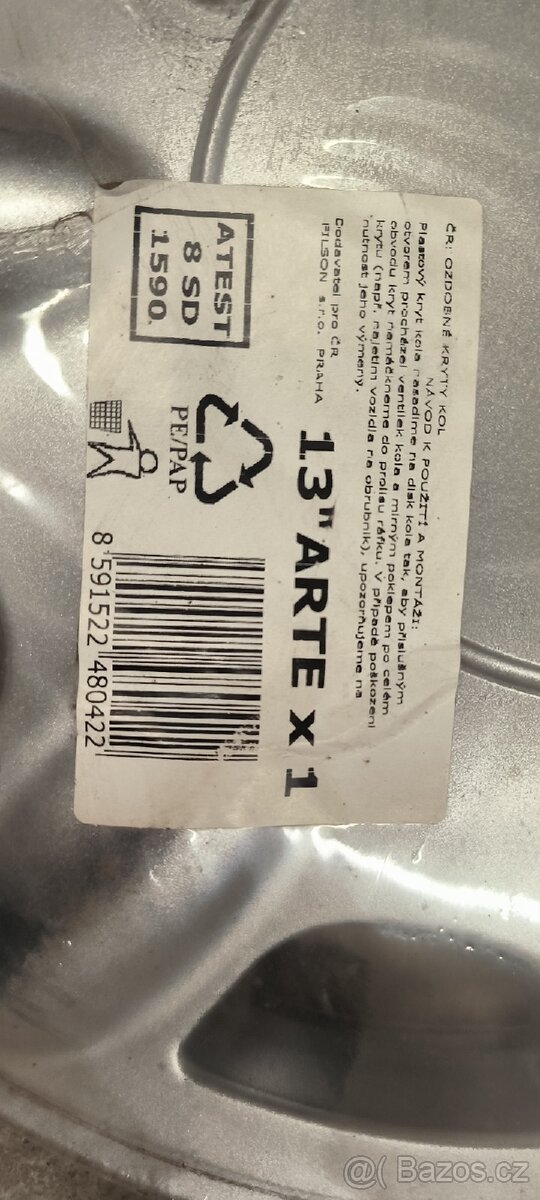 ČR: OZDOBNÉ KRYTY KOL
NÁVOD K POUŽITÍ A MONTÁŽI:
Plastový kryt kola nasadíme na disk kola tak, aby příslušným
otvorem procházel ventilek kola a mírným poklepem po celém
obvodu kryt namáčkneme do prolisu ráfku. V případě poškození
krytu (např. najetím vozidla na obrubník), upozorňujeme na
nutnost jeho výměny.
Dodavatel pro ČR
FILSON s.r.o. PRAHA
13" ARTE x 1
ATEST
8 SD
1590
PE/PAP
8 591522 480422
@( Bazos.cz